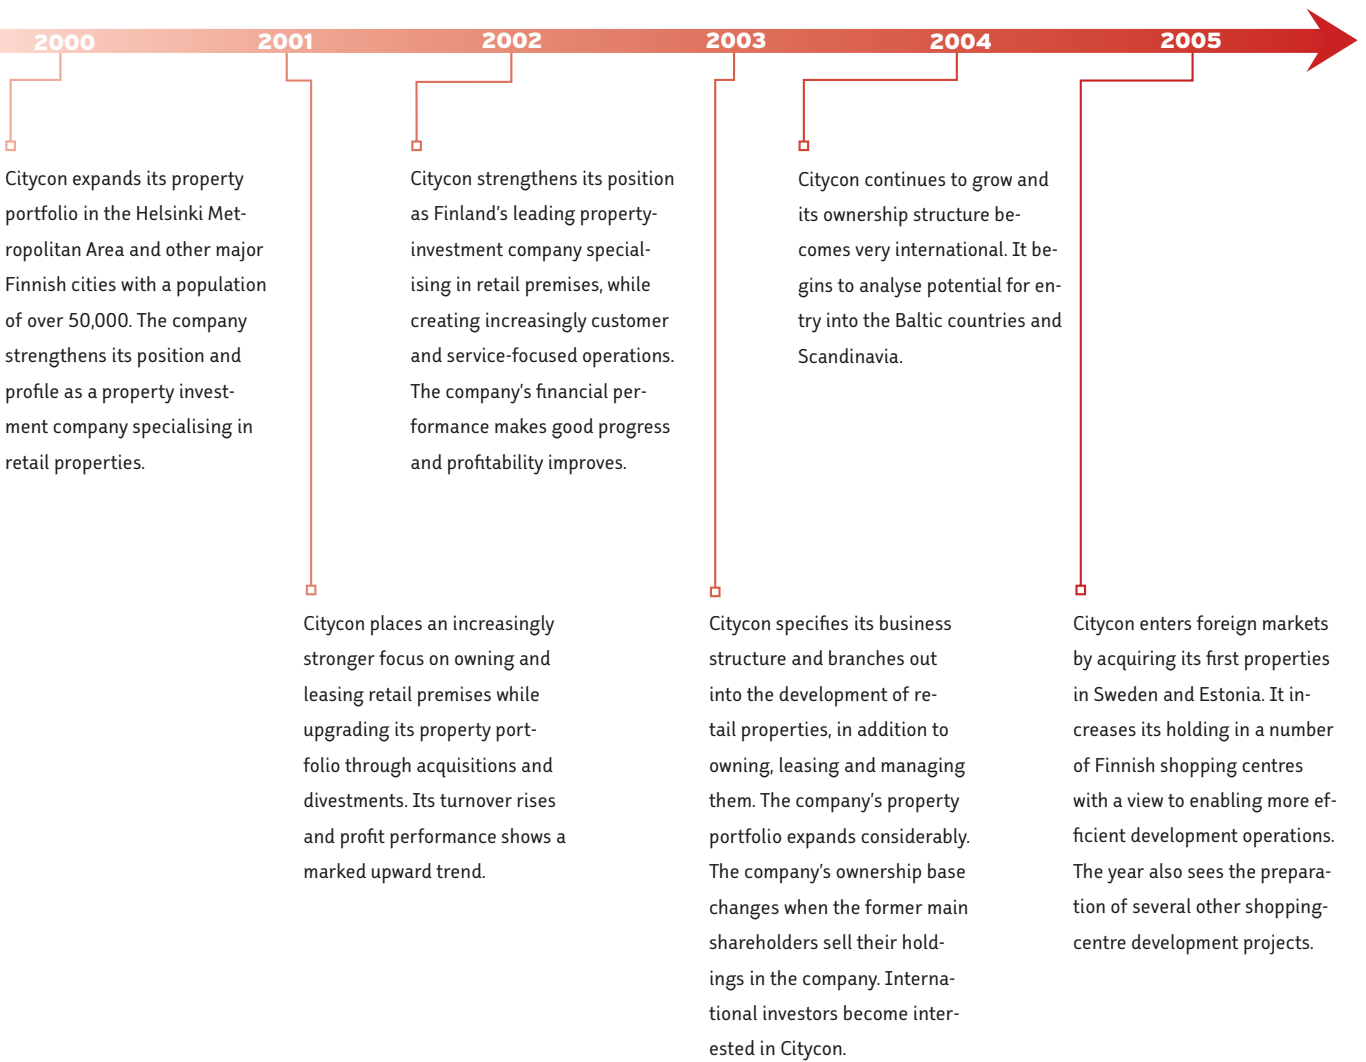 2000
2001
2002
2003
2004
2005
Citycon expands its property
portfolio in the Helsinki Met-
ropolitan Area and other major
Finnish cities with a population
of over 50,000. The company
strengthens its position and
profile as a property invest-
ment company specialising in
retail properties.
Citycon places an increasingly
stronger focus on owning and
leasing retail premises while
upgrading its property port-
folio through acquisitions and
divestments. Its turnover rises
and profit performance shows a
marked upward trend.
Citycon strengthens its position
as Finland's leading property-
investment company special-
ising in retail premises, while
creating increasingly customer
and service-focused operations.
The company's financial per-
formance makes good progress
and profitability improves.
Citycon specifies its business
structure and branches out
into the development of re-
tail properties, in addition to
owning, leasing and managing
them. The company's property
portfolio expands considerably.
The company's ownership base
changes when the former main
shareholders sell their hold-
ings in the company. Interna-
tional investors become inter-
ested in Citycon.
Citycon continues to grow and
its ownership structure be-
comes very international. It be-
gins to analyse potential for en-
try into the Baltic countries and
Scandinavia.
Citycon enters foreign markets
by acquiring its first properties
in Sweden and Estonia. It in-
creases its holding in a number
of Finnish shopping centres
with a view to enabling more ef-
ficient development operations.
The year also sees the prepara-
tion of several other shopping-
centre development projects.